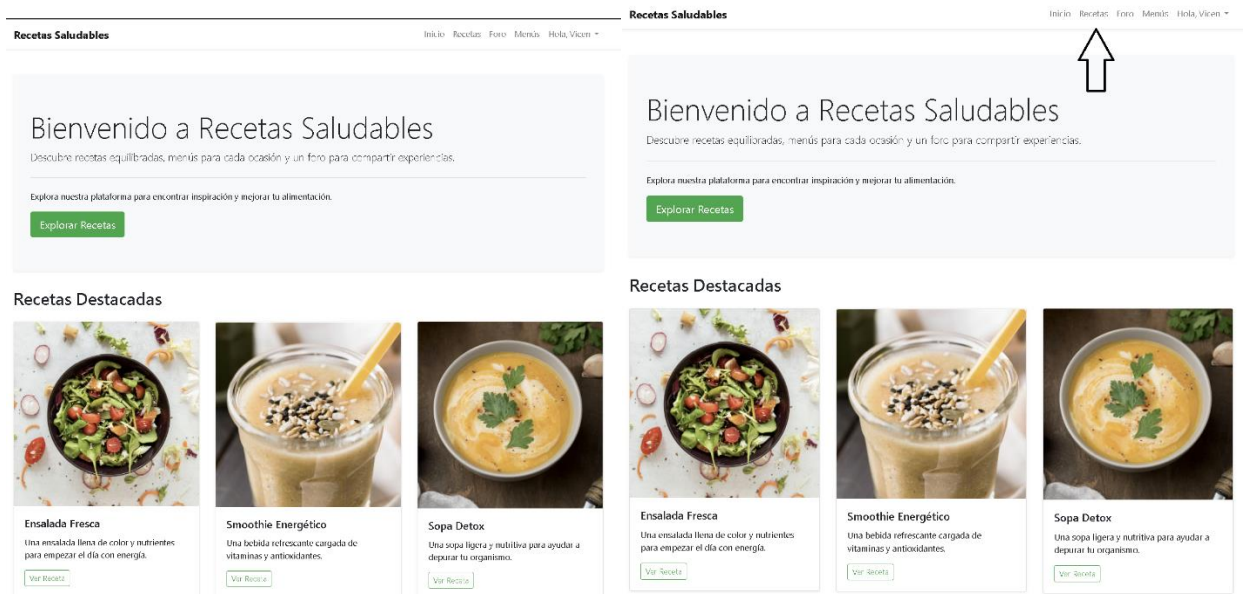 Recetas Saludables
Inicio Recetas Foro Menús Hola, Vicen
Bienvenido a Recetas Saludables
Descubre recetas equilibradas, menús para cada ocasión y un foro para compartir experiencias.
Explora nuestra plataforma para encontrar inspiración y mejorar tu alimentación.
Explorar Recetas
Recetas Destacadas
Ensalada Fresca
Una ensalada llena de color y nutrientes
para empezar el día con energía.
Ver Receta
Smoothie Energético
Una bebida refrescante cargada de
vitaminas y antioxidantes.
Ver Receta
Sopa Detox
Una sopa ligera y nutritiva para ayudar a
depurar tu organismo.
Ver Receta
Recetas Saludables
Inicio Recetas Foro Menús Hola, Vicen
Bienvenido a Recetas Saludables
Descubre recetas equilibradas, menús para cada ocasión y un foro para compartir experiencias.
Explora nuestra plataforma para encontrar inspiración y mejorar tu alimentación.
Explorar Recetas
Recetas Destacadas
Ensalada Fresca
Una ensalada llena de color y nutrientes
para empezar el día con energía.
Ver Receta
Smoothie Energético
Una bebida refrescante cargada de
vitaminas y antioxidantes.
Ver Receta
Sopa Detox
Una sopa ligera y nutritiva para ayudar a
depurar tu organismo.
Ver Receta